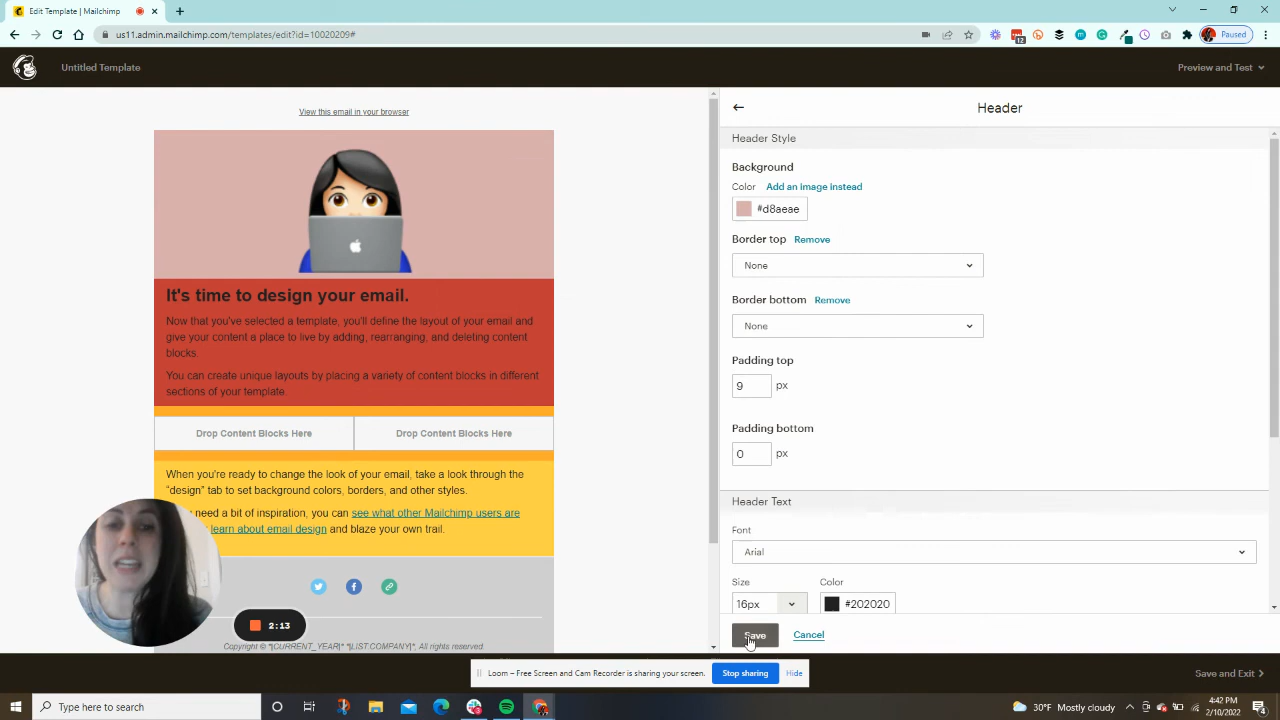 Edit Template | Mailchimp
us11.admin.mailchimp.com/templates/edit?id=10020209#
12
Paused
Untitled Template
Preview and Test
View this email in your browser
It's time to design your email.
Now that you've selected a template, you'll define the layout of your email and
give your content a place to live by adding, rearranging, and deleting content
blocks.
You can create unique layouts by placing a variety of content blocks in different
sections of your template.
Drop Content Blocks Here
Drop Content Blocks Here
When you're ready to change the look of your email, take a look through the
“design” tab to set background colors, borders, and other styles.
need a bit of inspiration, you can see what other Mailchimp users are
learn about email design and blaze your own trail.
2:13
Copyright © *|CURRENT_YEAR|* *|LIST:COMPANY|*, All rights reserved.
Header
Header Style
Background
Color Add an image instead
#d8aeae
Border top Remove
None
Border bottom Remove
None
Padding top
9 px
Padding bottom
0 px
Header Text
Font
Arial
Size Color
16px #202020
Save Cancel
Loom – Free Screen and Cam Recorder is sharing your screen. Stop sharing Hide
Save and Exit
Type here to search
30°F Mostly cloudy
4:42 PM
2/10/2022